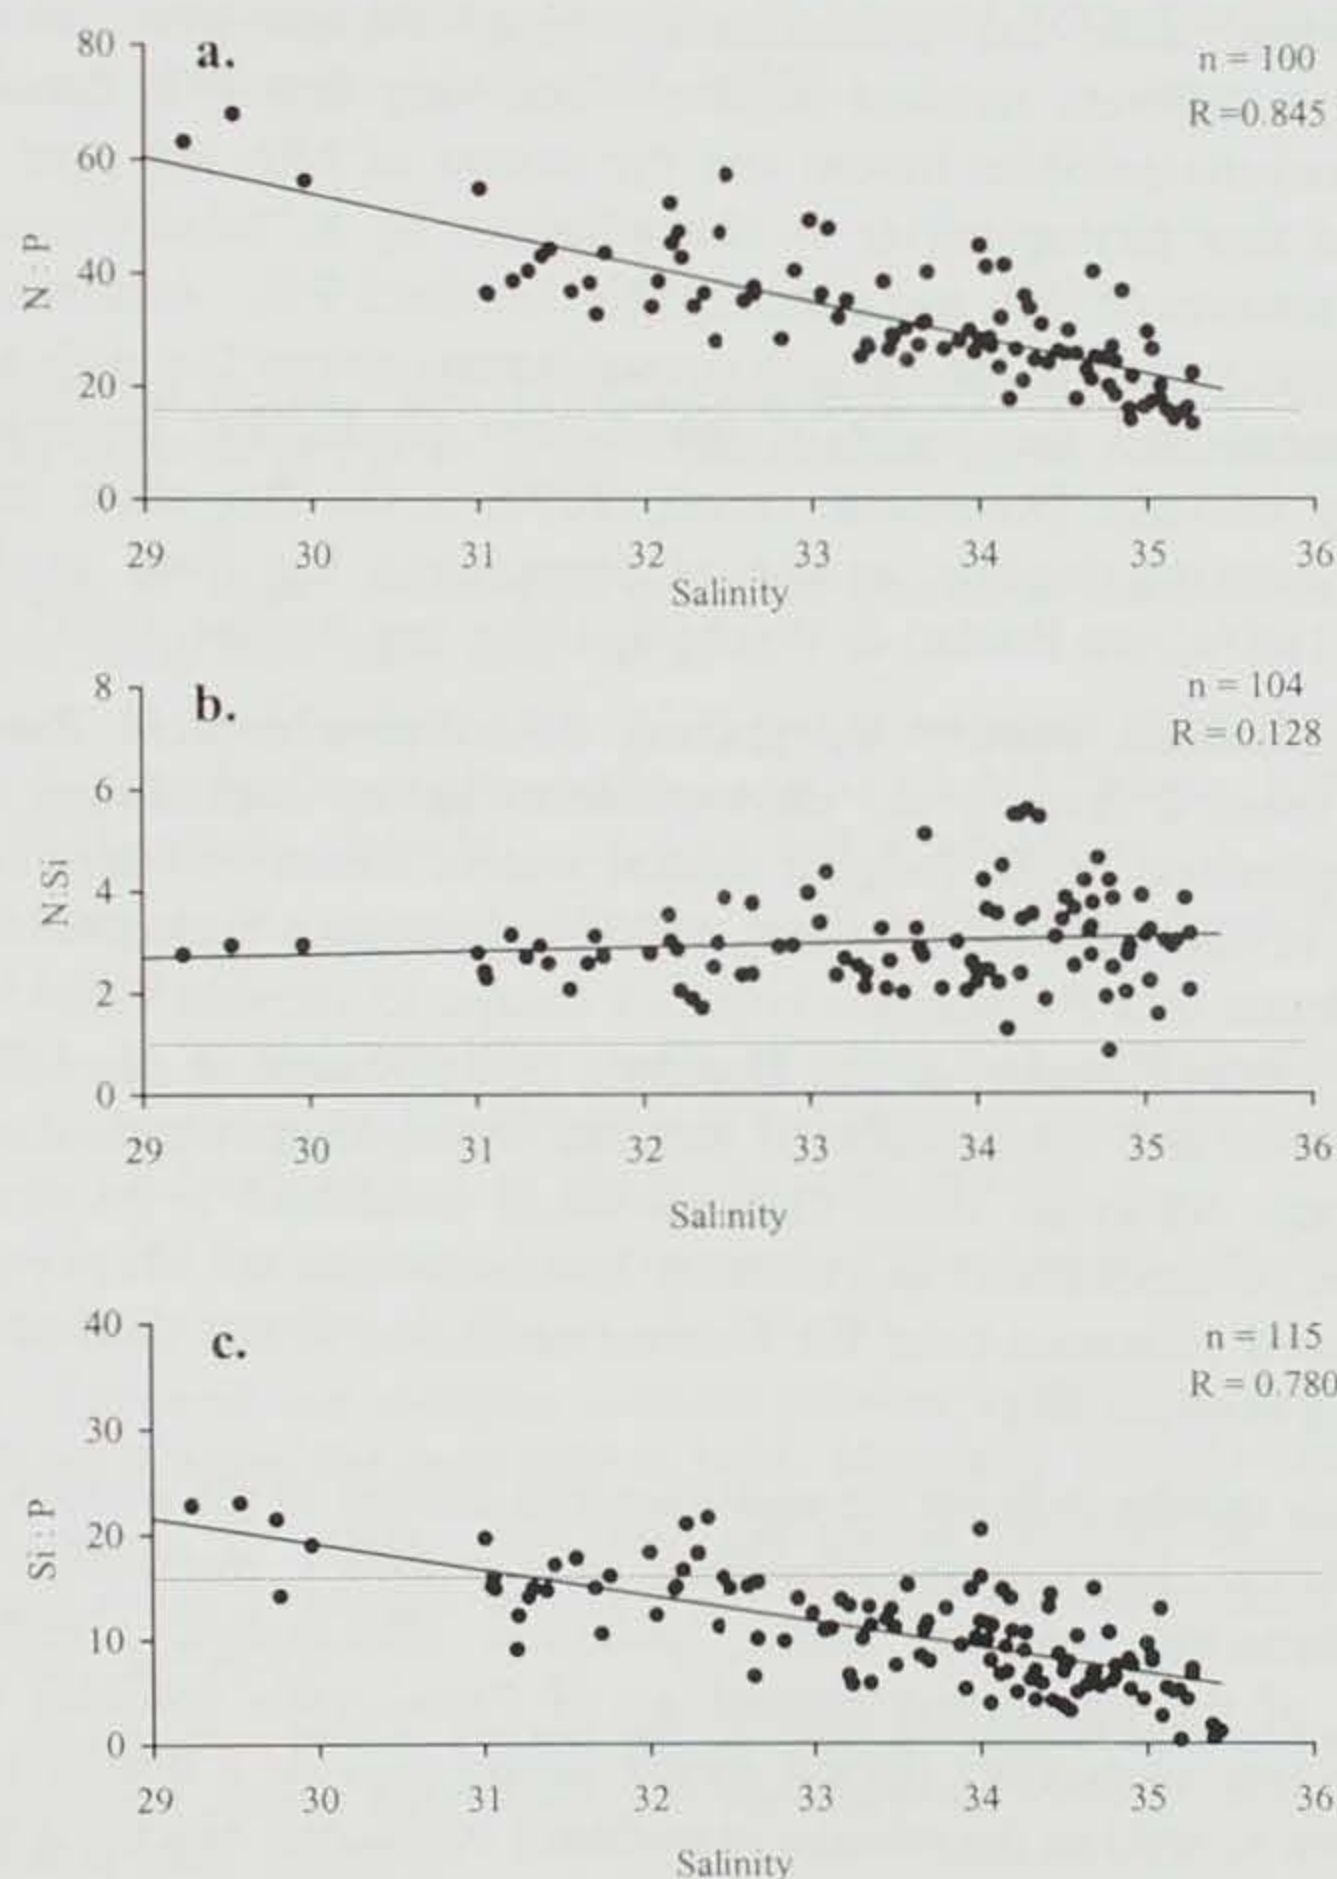 a.
n = 100
R =0.845
80
60
40
20
0
N : P
29 30 31 32 33 34 35 36
Salinity
b.
n = 104
R = 0.128
8
6
4
2
0
N:Si
29 30 31 32 33 34 35 36
Salinity
c.
n = 115
R = 0.780
40
30
20
10
0
Si : P
29 30 31 32 33 34 35 36
Salinity